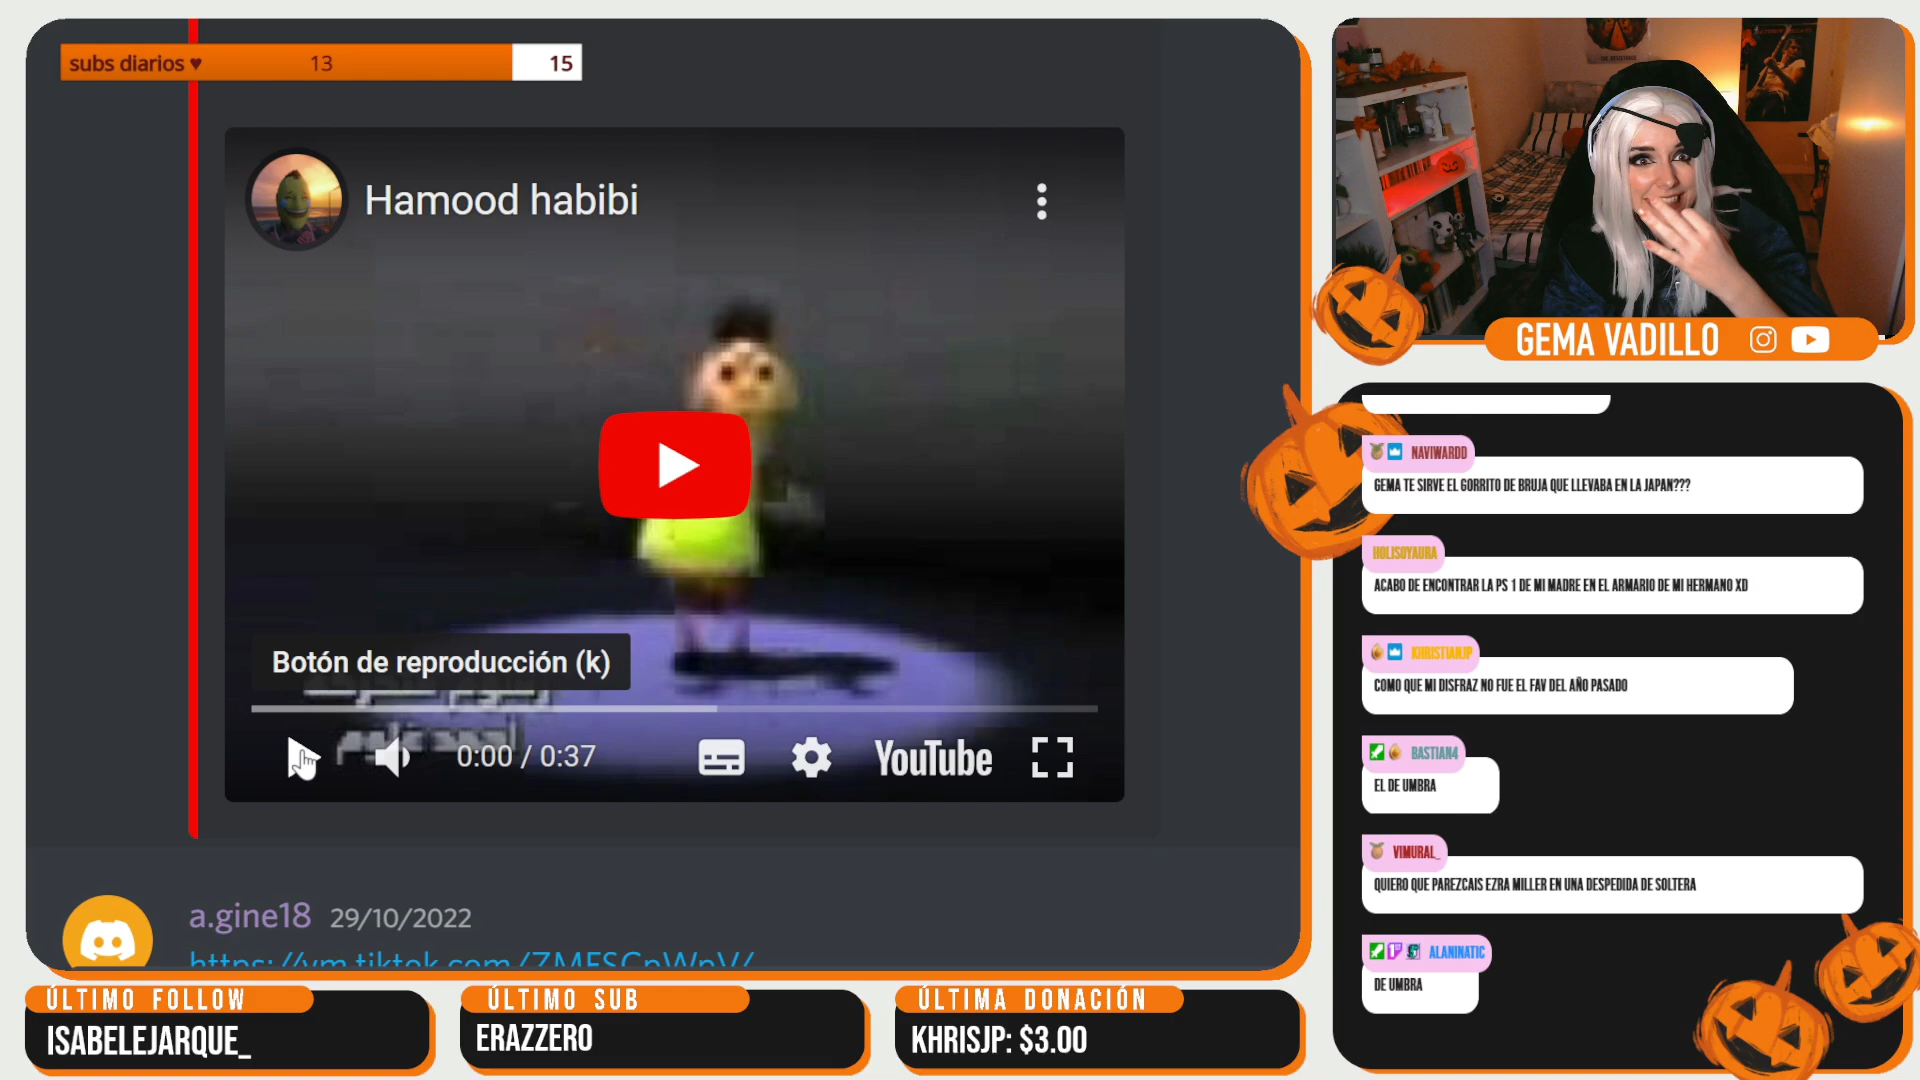 subs diarios ♥ 13 15
Hamood habibi
Botón de reproducción (k)
0:00 / 0:37
YouTube
a.gine18 29/10/2022
THE RESISTANCE
GEMA VADILLO
NAVIWARDD
GEMA TE SIRVE EL GORRITO DE BRUJA QUE LLEVABA EN LA JAPAN???
HOLISOYAURA
ACABO DE ENCONTRAR LA PS 1 DE MI MADRE EN EL ARMARIO DE MI HERMANO XD
KHRISTIANJP
COMO QUE MI DISFRAZ NO FUE EL FAV DEL AÑO PASADO
BASTIAN4
EL DE UMBRA
VIMURAL_
QUIERO QUE PAREZCAIS EZRA MILLER EN UNA DESPEDIDA DE SOLTERA
ALANINATIC
DE UMBRA
ÚLTIMO FOLLOW
ISABELEJARQUE_
ÚLTIMO SUB
ERAZZERO
ÚLTIMA DONACIÓN
KHRISJP: $3.00